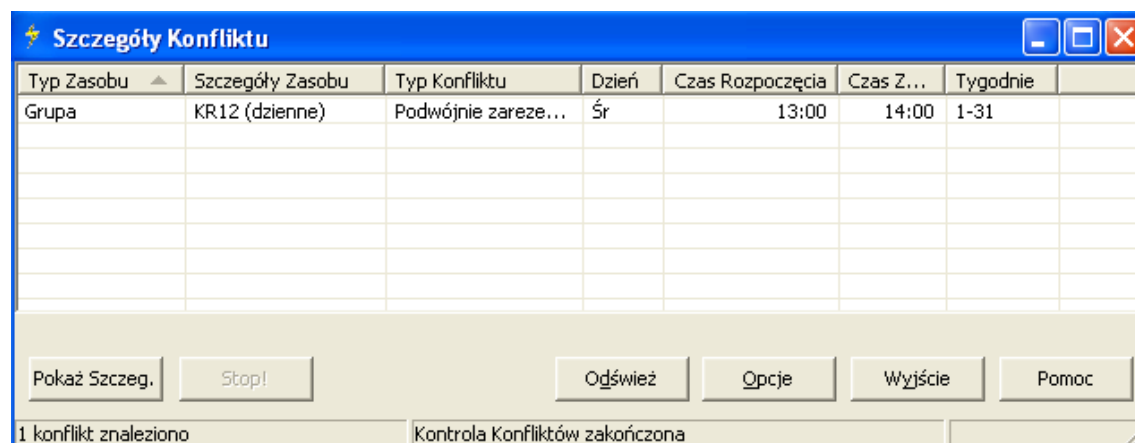 Szczegóły Konfliktu
Typ Zasobu Szczegóły Zasobu Typ Konfliktu Dzień Czas Rozpoczęcia Czas Z... Tygodnie
Grupa KR12 (dzienne) Podwójnie zareze... Śr 13:00 14:00 1-31
Pokaż Szczeg. Stop! Odśwież Opcje Wyjście Pomoc
1 konflikt znaleziono Kontrola Konfliktów zakończona